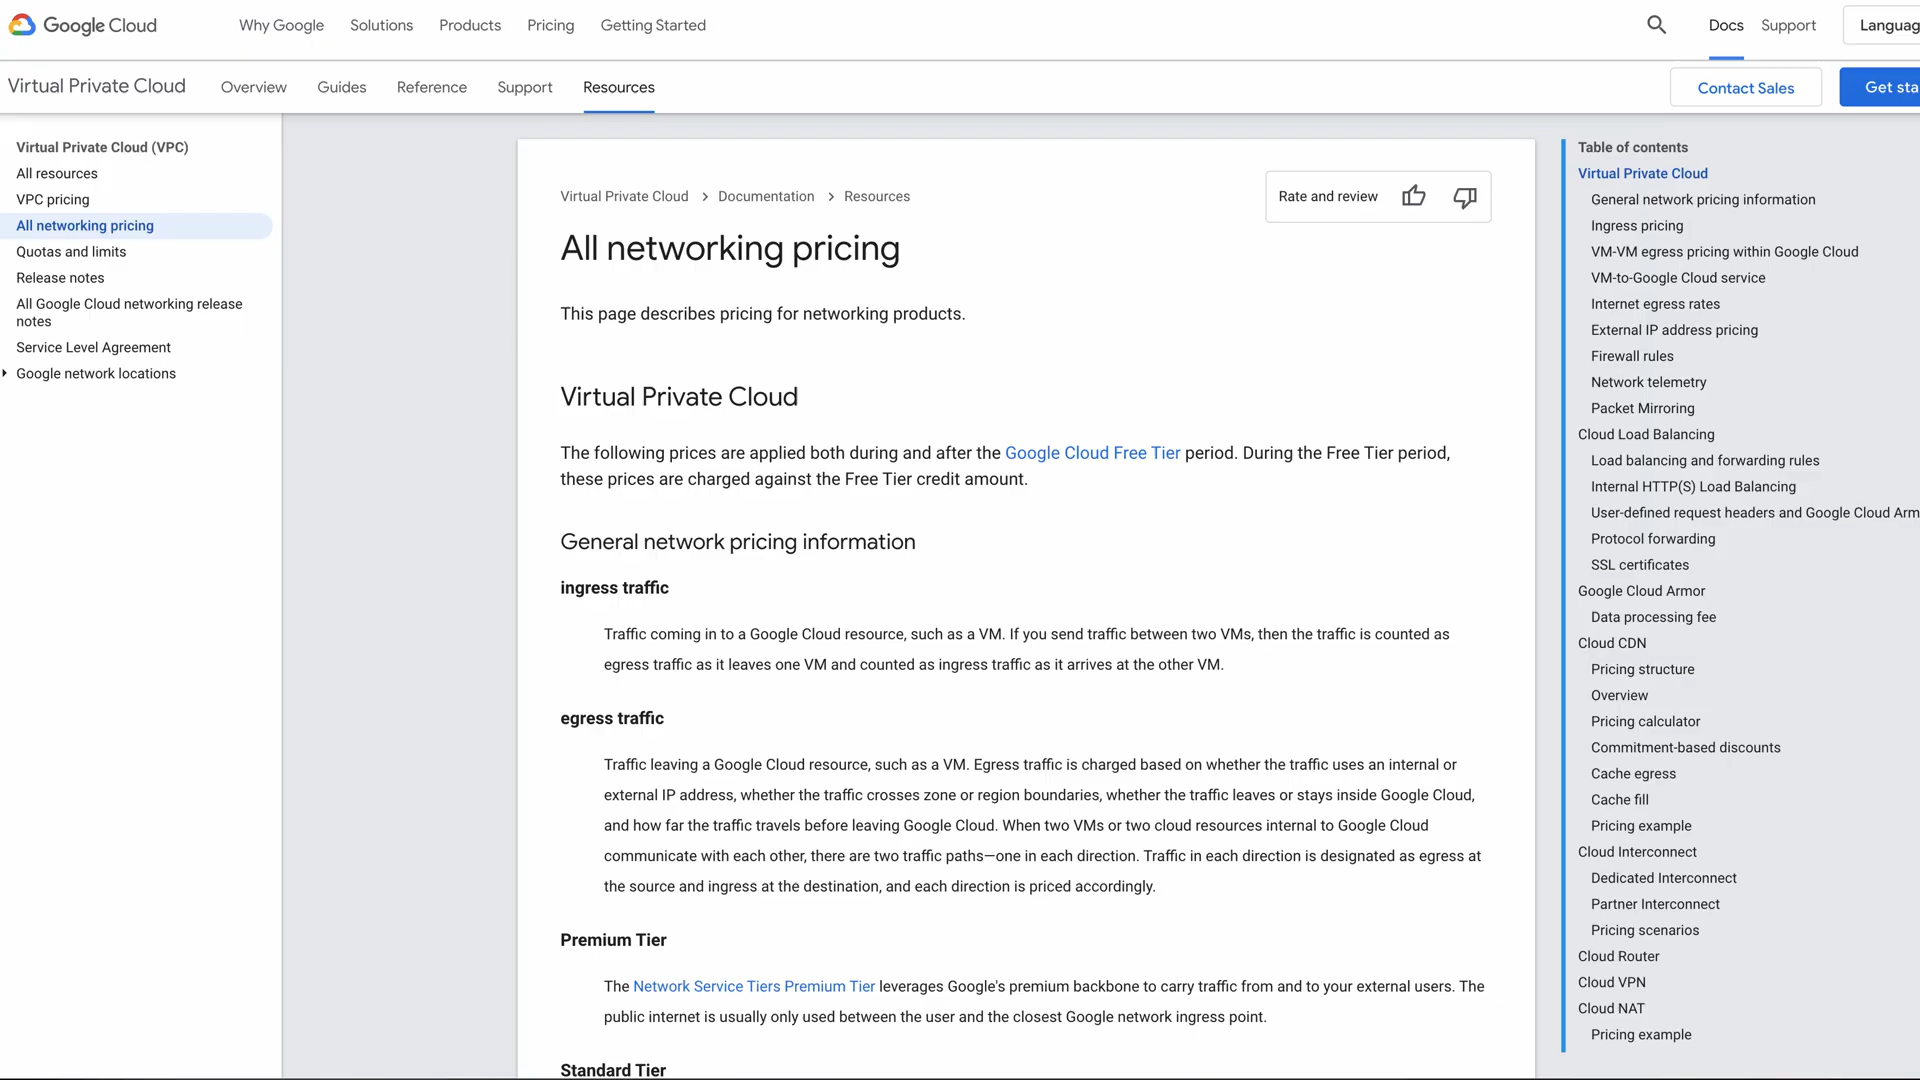 Google Cloud
Why Google
Solutions
Products
Pricing
Getting Started
Docs
Support
Languag
Virtual Private Cloud
Overview
Guides
Reference
Support
Resources
Contact Sales
Get sta
Virtual Private Cloud (VPC)
All resources
VPC pricing
All networking pricing
Quotas and limits
Release notes
All Google Cloud networking release
notes
Service Level Agreement
Google network locations
Virtual Private Cloud > Documentation > Resources
Rate and review
All networking pricing
This page describes pricing for networking products.
Virtual Private Cloud
The following prices are applied both during and after the Google Cloud Free Tier period. During the Free Tier period,
these prices are charged against the Free Tier credit amount.
General network pricing information
ingress traffic
Traffic coming in to a Google Cloud resource, such as a VM. If you send traffic between two VMs, then the traffic is counted as
egress traffic as it leaves one VM and counted as ingress traffic as it arrives at the other VM.
egress traffic
Traffic leaving a Google Cloud resource, such as a VM. Egress traffic is charged based on whether the traffic uses an internal or
external IP address, whether the traffic crosses zone or region boundaries, whether the traffic leaves or stays inside Google Cloud,
and how far the traffic travels before leaving Google Cloud. When two VMs or two cloud resources internal to Google Cloud
communicate with each other, there are two traffic paths—one in each direction. Traffic in each direction is designated as egress at
the source and ingress at the destination, and each direction is priced accordingly.
Premium Tier
The Network Service Tiers Premium Tier leverages Google's premium backbone to carry traffic from and to your external users. The
public internet is usually only used between the user and the closest Google network ingress point.
Standard Tier
Table of contents
Virtual Private Cloud
General network pricing information
Ingress pricing
VM-VM egress pricing within Google Cloud
VM-to-Google Cloud service
Internet egress rates
External IP address pricing
Firewall rules
Network telemetry
Packet Mirroring
Cloud Load Balancing
Load balancing and forwarding rules
Internal HTTP(S) Load Balancing
User-defined request headers and Google Cloud Arm
Protocol forwarding
SSL certificates
Google Cloud Armor
Data processing fee
Cloud CDN
Pricing structure
Overview
Pricing calculator
Commitment-based discounts
Cache egress
Cache fill
Pricing example
Cloud Interconnect
Dedicated Interconnect
Partner Interconnect
Pricing scenarios
Cloud Router
Cloud VPN
Cloud NAT
Pricing example